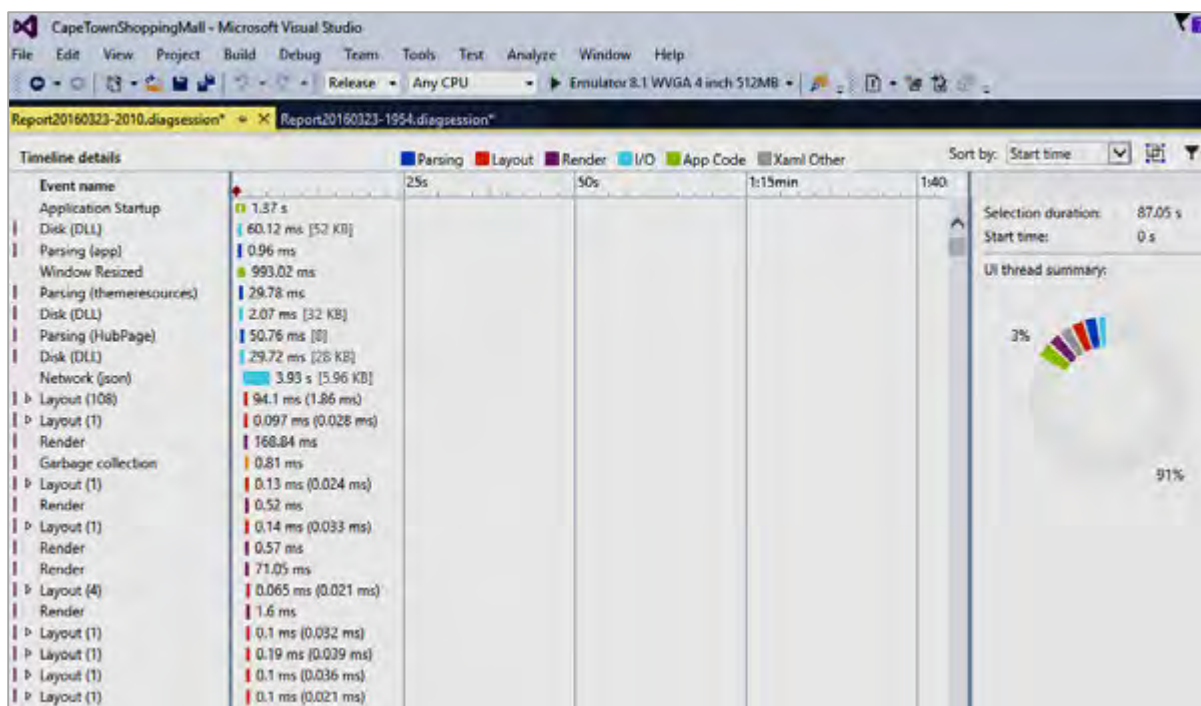 CapeTownShoppingMall - Microsoft Visual Studio
File Edit View Project Build Debug Team Tools Test Analyze Window Help
Release Any CPU Emulator 8.1 WVGA 4 inch 512MB
Report20160323-2010.diagsession* Report20160323-1954.diagsession*
Timeline details Parsing Layout Render I/O App Code Xaml Other Sort by: Start time
Event name 25s 50s 1:15min 1:40
Application Startup 1.37 s
Disk (DLL) 60.12 ms [52 KB]
Parsing (app) 0.96 ms
Window Resized 993.02 ms
Parsing (themeresources) 29.78 ms
Disk (DLL) 2.07 ms [32 KB]
Parsing (HubPage) 50.76 ms [8]
Disk (DLL) 29.72 ms [28 KB]
Network (json) 3.93 s [5.96 KB]
Layout (108) 94.1 ms (1.86 ms)
Layout (1) 0.097 ms (0.028 ms)
Render 168.84 ms
Garbage collection 0.81 ms
Layout (1) 0.13 ms (0.024 ms)
Render 0.52 ms
Layout (1) 0.14 ms (0.033 ms)
Render 0.57 ms
Render 71.05 ms
Layout (4) 0.065 ms (0.021 ms)
Render 1.6 ms
Layout (1) 0.1 ms (0.032 ms)
Layout (1) 0.19 ms (0.039 ms)
Layout (1) 0.1 ms (0.036 ms)
Layout (1) 0.1 ms (0.021 ms)
Selection duration: 87.05 s
Start time: 0 s
UI thread summary:
3%
91%